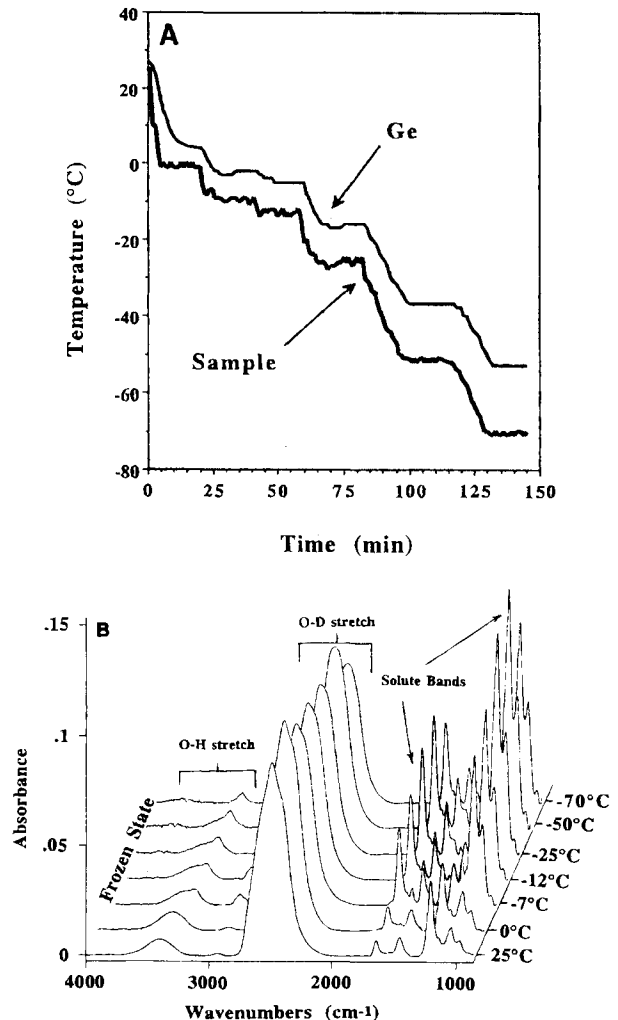 A
40
20
0
-20
-40
-60
-80
Temperature (°C)
Ge
Sample
0 25 50 75 100 125 150
Time (min)
B
.15
.1
.05
0
Absorbance
O-H stretch
O-D stretch
Solute Bands
Frozen State
-70°C
-50°C
-25°C
-12°C
-7°C
0°C
25°C
4000 3000 2000 1000
Wavenumbers (cm-1)